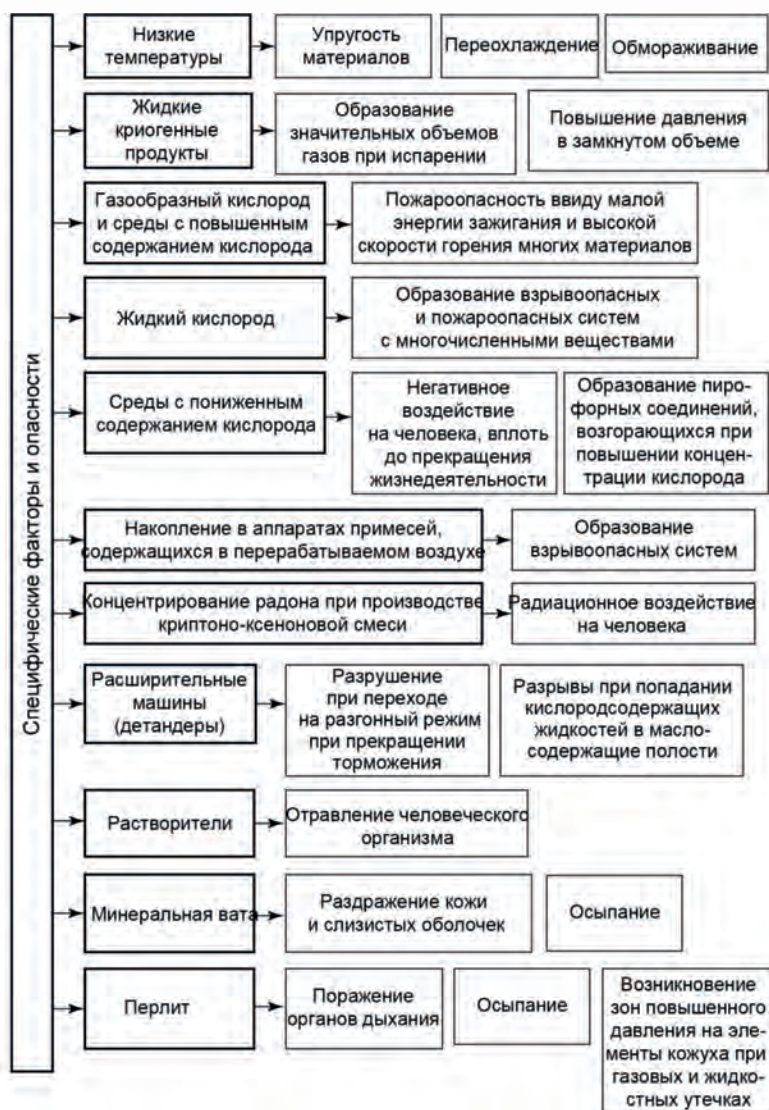 Специфические факторы и опасности
Низкие
температуры
Упругость
материалов
Переохлаждение
Обмораживание
Жидкие
криогенные
продукты
Образование
значительных объемов
газов при испарении
Повышение давления
в замкнутом объеме
Газообразный кислород
и среды с повышенным
содержанием кислорода
Пожароопасность ввиду малой
энергии зажигания и высокой
скорости горения многих материалов
Жидкий кислород
Образование взрывоопасных
и пожароопасных систем
с многочисленными веществами
Среды с пониженным
содержанием кислорода
Негативное
воздействие
на человека, вплоть
до прекращения
жизнедеятельности
Образование пиро-
форных соединений,
возгорающихся при
повышении концен-
трации кислорода
Накопление в аппаратах примесей,
содержащихся в перерабатываемом воздухе
Образование
взрывоопасных систем
Концентрирование радона при производстве
криптоно-ксеноновой смеси
Радиационное воздействие
на человека
Расширительные
машины
(детандеры)
Разрушение
при переходе
на разгонный режим
при прекращении
торможения
Разрывы при попадании
кислородсодержащих
жидкостей в масло-
содержащие полости
Растворители
Отравление человеческого
организма
Минеральная вата
Раздражение кожи
и слизистых оболочек
Осыпание
Перлит
Поражение
органов дыхания
Осыпание
Возникновение
зон повышенного
давления на эле-
менты кожуха при
газовых и жидко-
стных утечках